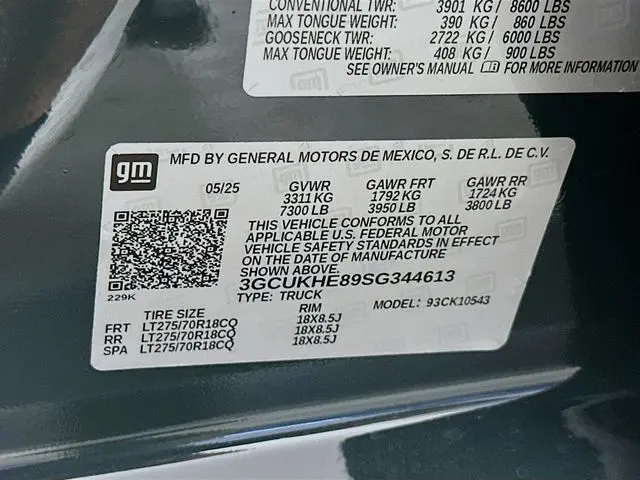 CONVENTIONAL TWR: 3901 KG/ 8600 LBS
MAX TONGUE WEIGHT: 390 KG/ 860 LBS
GOOSENECK TWR: 2722 KG/ 6000 LBS
MAX TONGUE WEIGHT: 408 KG/ 900 LBS
SEE OWNER'S MANUAL FOR MORE INFORMATION
gm MFD BY GENERAL MOTORS DE MEXICO, S. DE R.L. DE C.V.
05/25 GVWR GAWR FRT GAWR RR
3311 KG 1792 KG 1724 KG
7300 LB 3950 LB 3800 LB
THIS VEHICLE CONFORMS TO ALL
APPLICABLE U.S. FEDERAL MOTOR
VEHICLE SAFETY STANDARDS IN EFFECT
ON THE DATE OF MANUFACTURE
SHOWN ABOVE.
3GCUKHE89SG344613
229K TYPE: TRUCK MODEL: 93CK10543
TIRE SIZE RIM
FRT LT275/70R18CQ 18X8.5J
RR LT275/70R18CQ 18X8.5J
SPA LT275/70R18CQ 18X8.5J